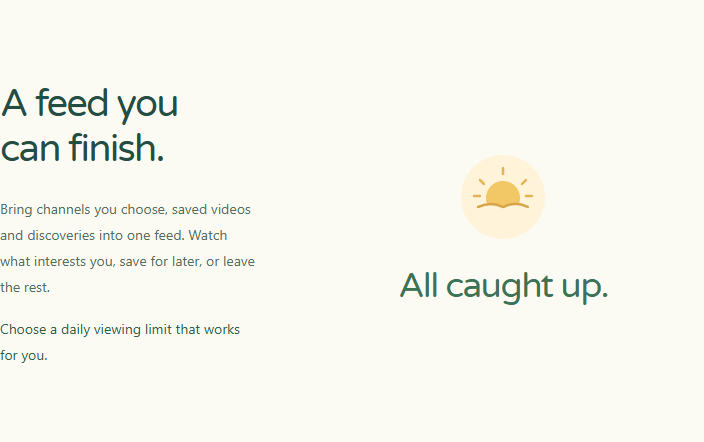 A feed you
can finish.
Bring channels you choose, saved videos
and discoveries into one feed. Watch
what interests you, save for later, or leave
the rest.
Choose a daily viewing limit that works
for you.
All caught up.